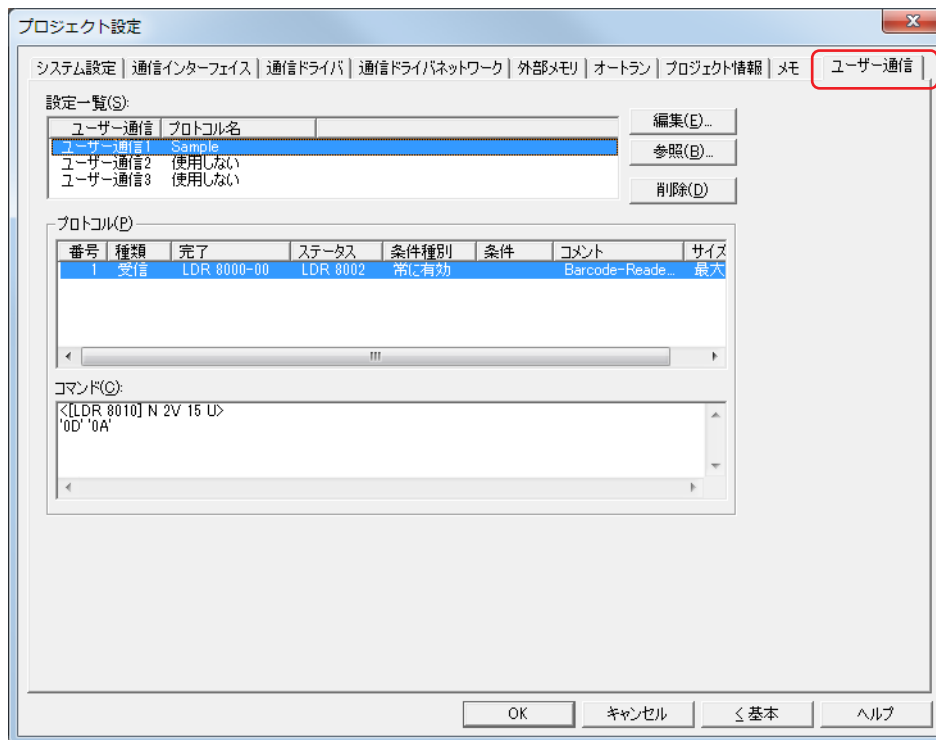 プロジェクト設定
システム設定 通信インターフェイス 通信ドライバ 通信ドライバネットワーク 外部メモリ オートラン プロジェクト情報 メモ ユーザー通信
設定一覧(S):
ユーザー通信 プロトコル名
ユーザー通信1 Sample
ユーザー通信2 使用しない
ユーザー通信3 使用しない
編集(E)...
参照(B)...
削除(D)
プロトコル(P)
番号 種類 完了 ステータス 条件種別 条件 コメント サイズ
1 受信 LDR 8000-00 LDR 8002 常に有効 Barcode-Reade... 最大
コマンド(C):
<[LDR 8010] N 2V 15 U>
'0D' '0A'
OK キャンセル < 基本 ヘルプ